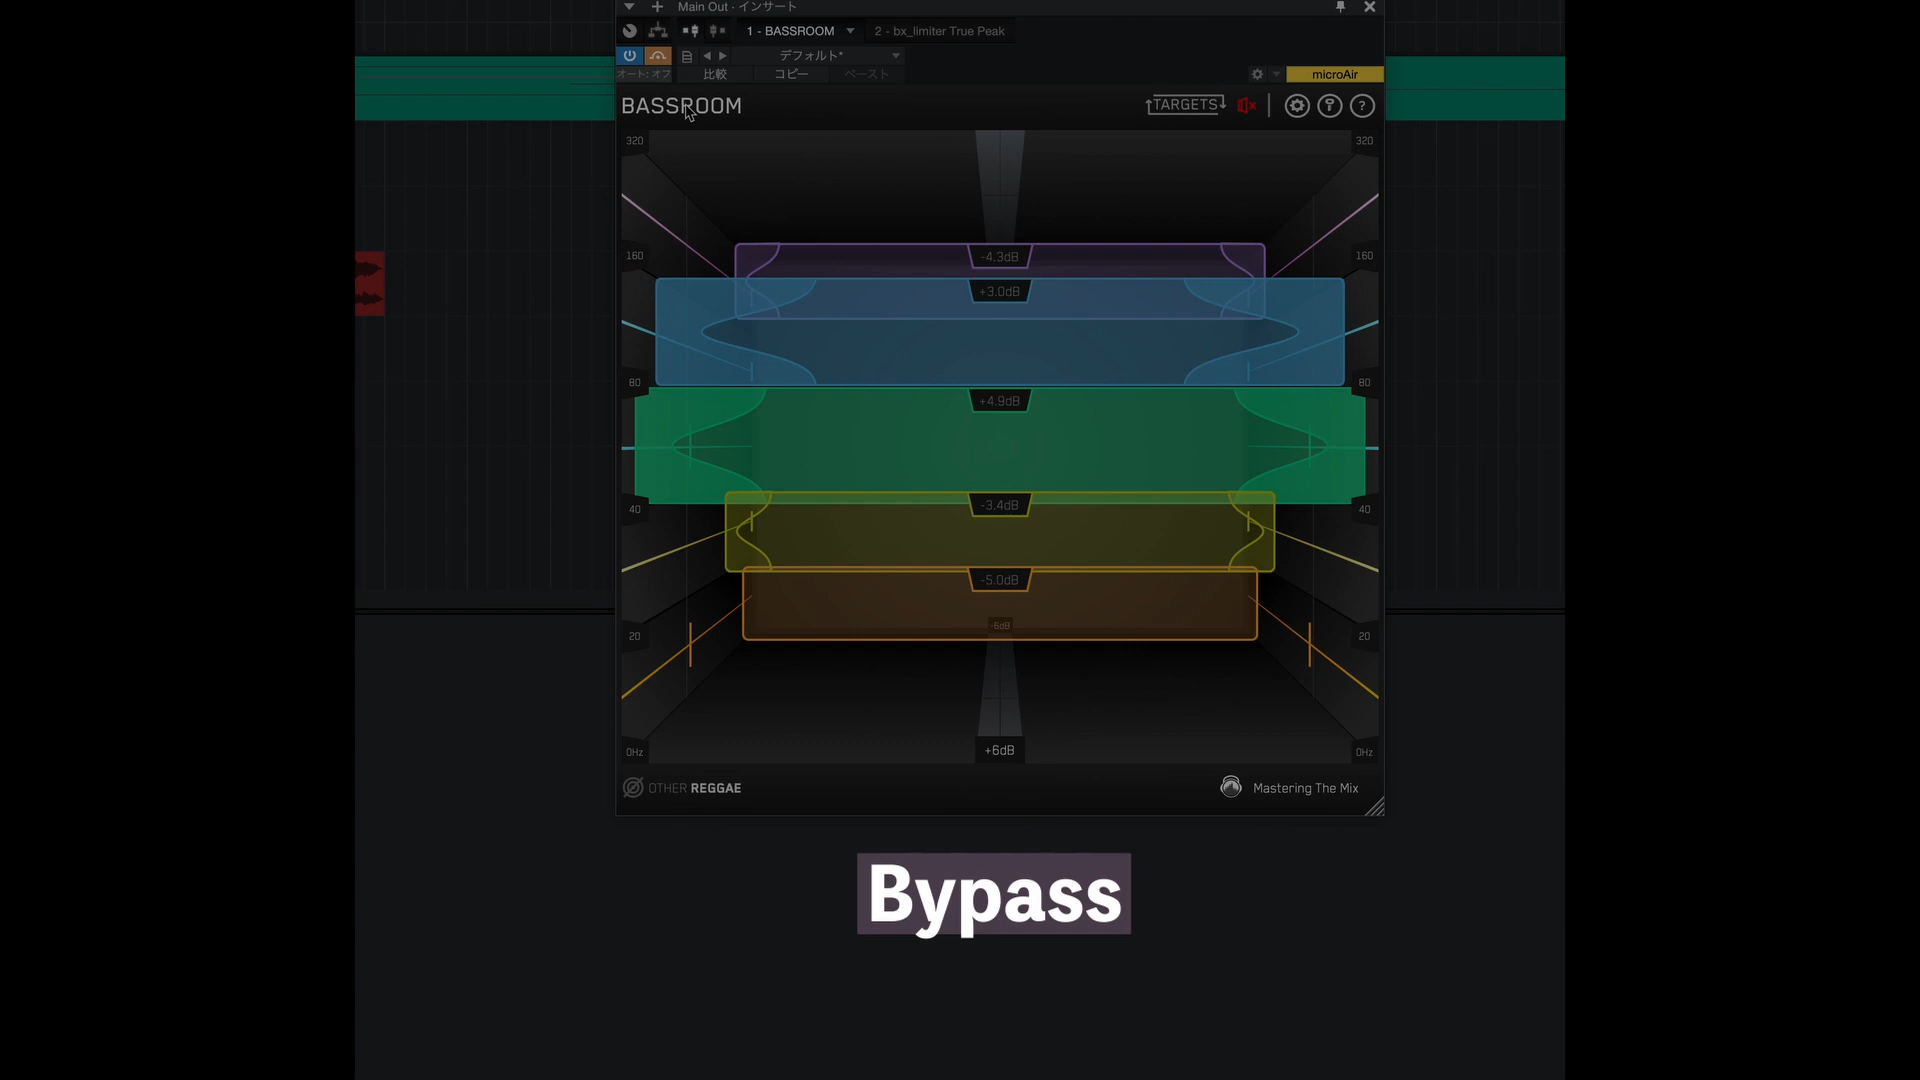 Main Out · インサート
1 - BASSROOM
2 - bx_limiter True Peak
デフォルト*
オート: オフ
比較
コピー
ペースト
microAir
BASSROOM
TARGETS
?
320
320
-4.3dB
160
160
+3.0dB
80
80
+4.9dB
40
40
-3.4dB
-5.0dB
-6dB
20
20
0Hz
0Hz
+6dB
OTHER REGGAE
Mastering The Mix
Bypass